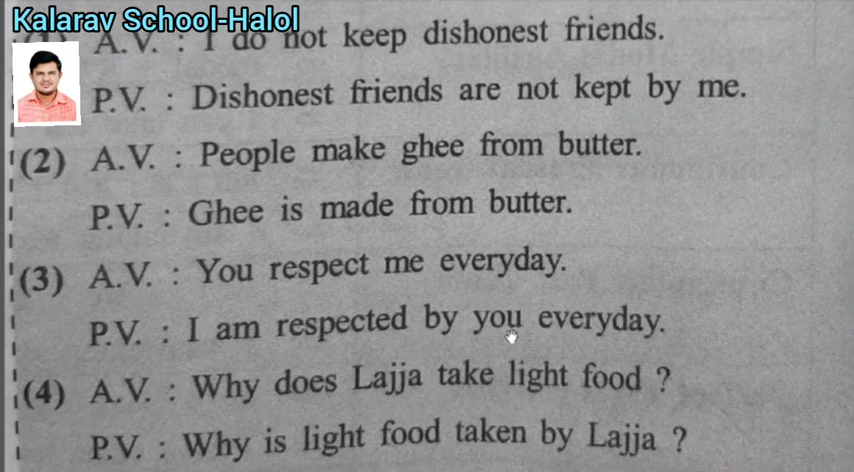 Kalarav School-Halol
(1) A.V. : I do not keep dishonest friends.
P.V. : Dishonest friends are not kept by me.
(2) A.V. : People make ghee from butter.
P.V. : Ghee is made from butter.
(3) A.V. : You respect me everyday.
P.V. : I am respected by you everyday.
(4) A.V. : Why does Lajja take light food ?
P.V. : Why is light food taken by Lajja ?